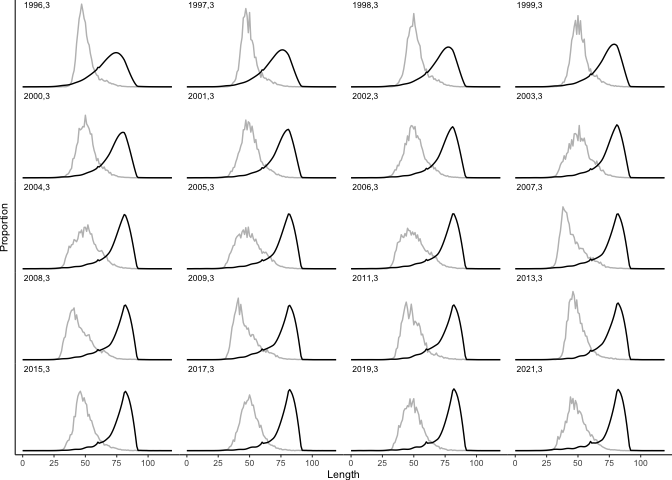 1996,3 1997,3 1998,3 1999,3
2000,3 2001,3 2002,3 2003,3
2004,3 2005,3 2006,3 2007,3
2008,3 2009,3 2011,3 2013,3
2015,3 2017,3 2019,3 2021,3
Proportion
0 25 50 75 100 0 25 50 75 100 0 25 50 75 100 0 25 50 75 100
Length